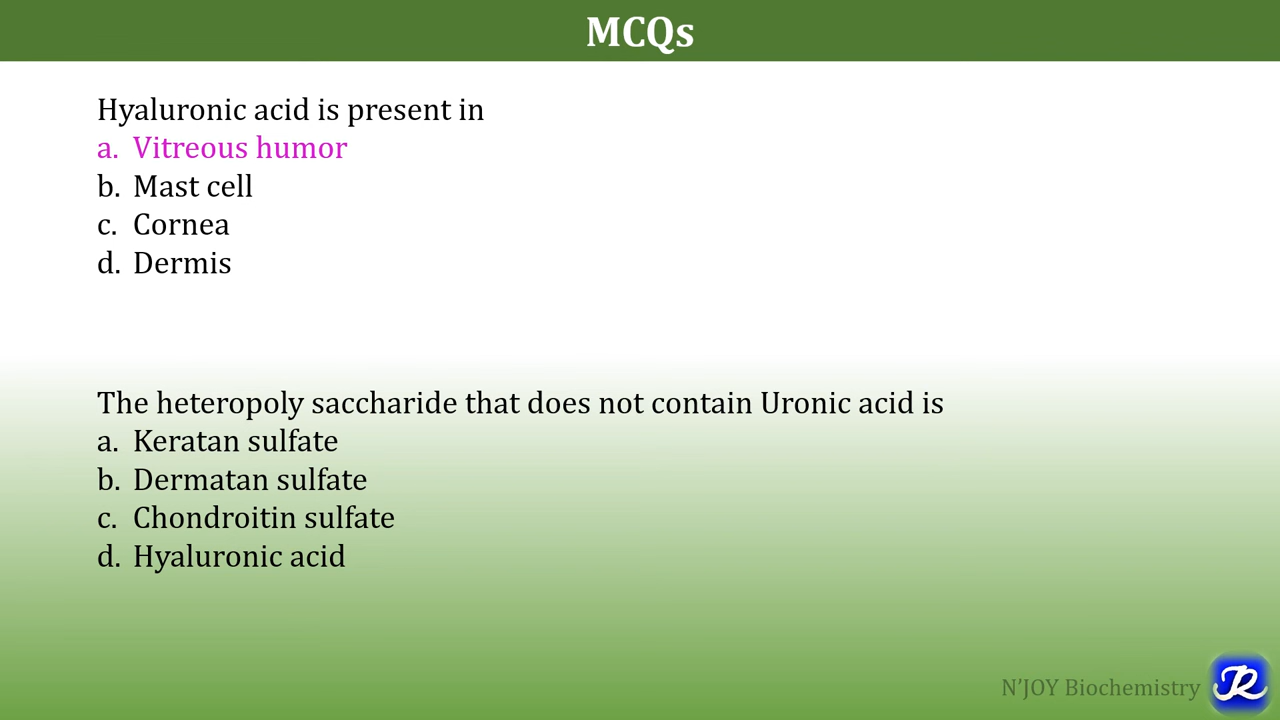 MCQs
Hyaluronic acid is present in
a. Vitreous humor
b. Mast cell
c. Cornea
d. Dermis
The heteropoly saccharide that does not contain Uronic acid is
a. Keratan sulfate
b. Dermatan sulfate
c. Chondroitin sulfate
d. Hyaluronic acid
N’JOY Biochemistry